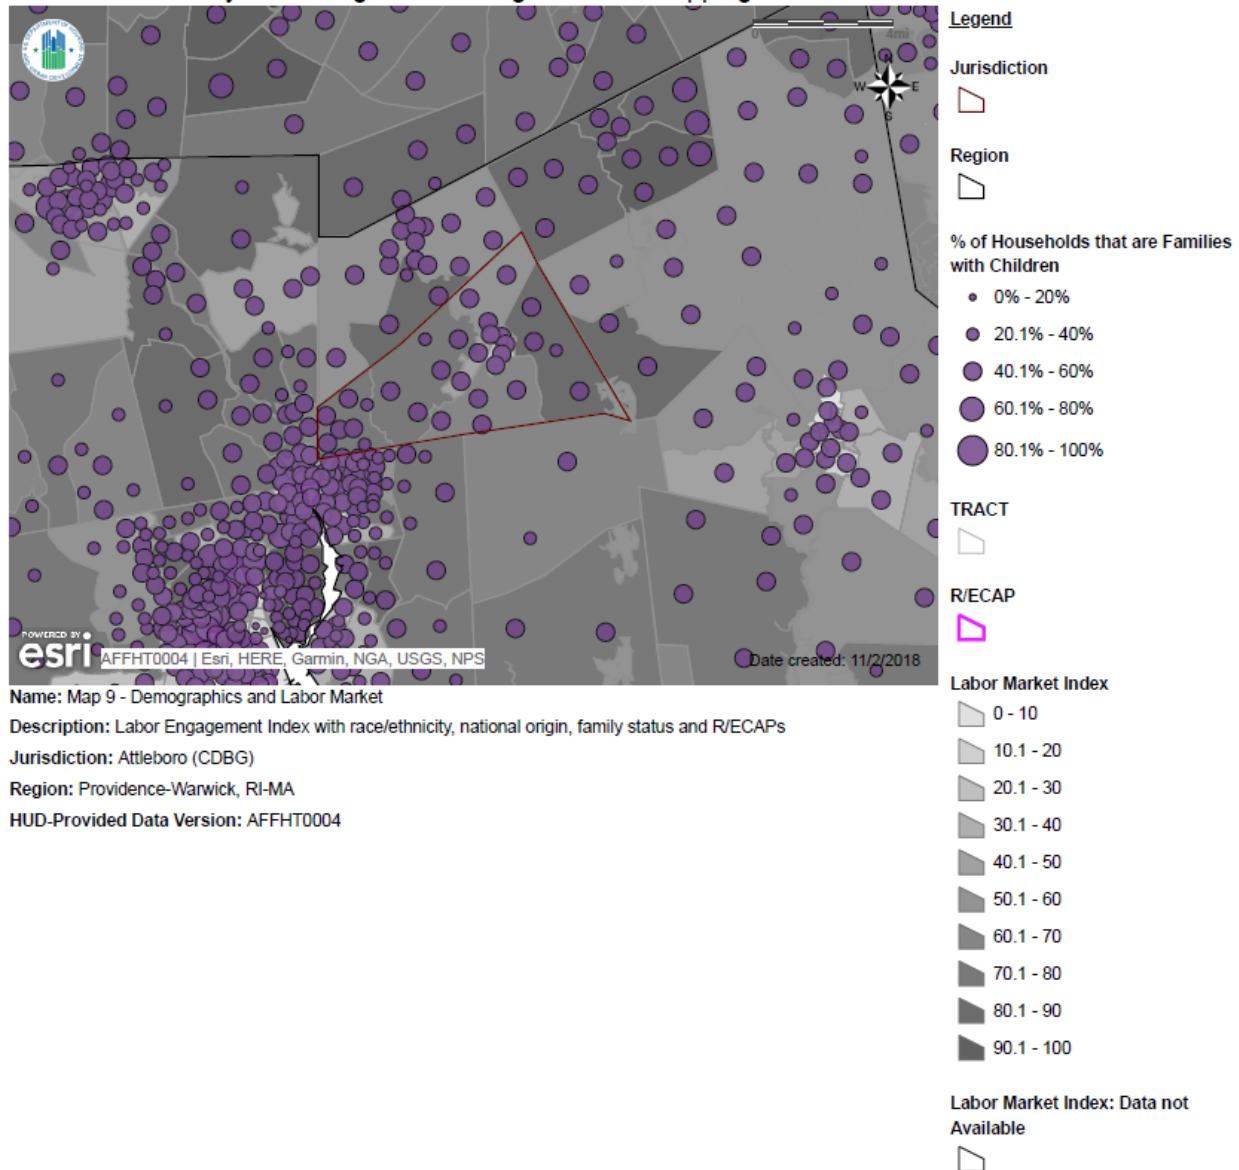 Legend
0 4mi
N
W E
S
Jurisdiction
Region
% of Households that are Families
with Children
0% - 20%
20.1% - 40%
40.1% - 60%
60.1% - 80%
80.1% - 100%
TRACT
R/ECAP
POWERED BY
esri
AFFHT0004 | Esri, HERE, Garmin, NGA, USGS, NPS
Date created: 11/2/2018
Name: Map 9 - Demographics and Labor Market
Description: Labor Engagement Index with race/ethnicity, national origin, family status and R/ECAPs
Jurisdiction: Attleboro (CDBG)
Region: Providence-Warwick, RI-MA
HUD-Provided Data Version: AFFHT0004
Labor Market Index
0 - 10
10.1 - 20
20.1 - 30
30.1 - 40
40.1 - 50
50.1 - 60
60.1 - 70
70.1 - 80
80.1 - 90
90.1 - 100
Labor Market Index: Data not
Available